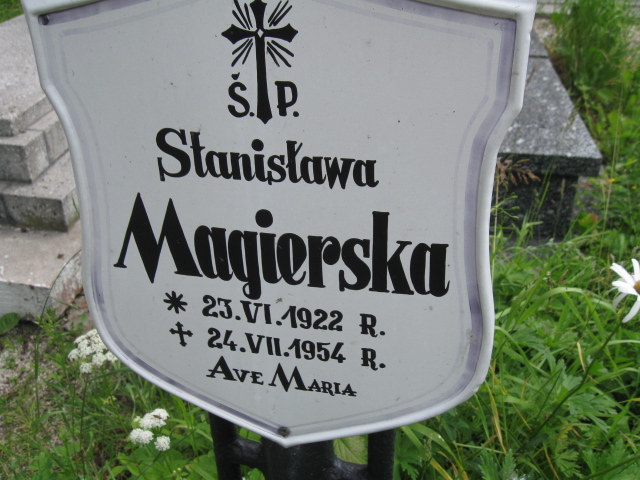 Ś. P.
Stanisława
Magierska
* 23.VI.1922 R.
† 24.VII.1954 R.
AVE MARIA